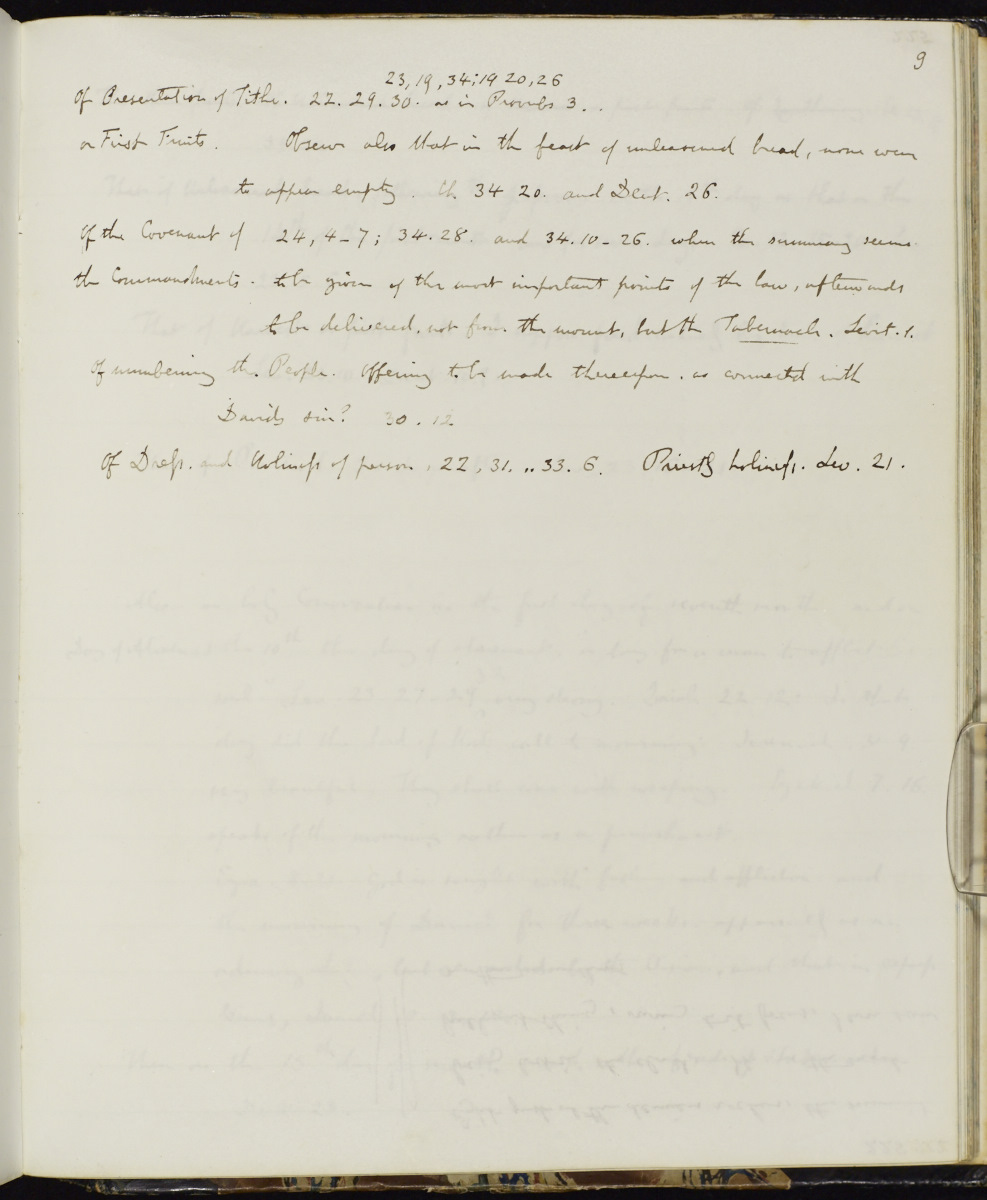 9
23, 19, 34; 19 20, 26
Of Presentation of Tithe. 22. 29. 30. as in Proverbs 3. .
or First Fruits. Observe also that in the feast of unleavened bread, none were
to appear empty. Ch 34 20. and Deut. 26.
Of the Covenant of 24, 4-7; 34. 28. and 34. 10-26. when the summary seems
the Commandments. to be given of the most important points of the law, afterwards
to be delivered, not from the mount, but the Tabernacle. Levit. 1.
Of numbering the People. Offering to be made thereupon. as connected with
Davids sin? 30. 12
Of Dress. and Holiness of person, 22, 31. .. 33. 6. Priestly holiness. Lev. 21.